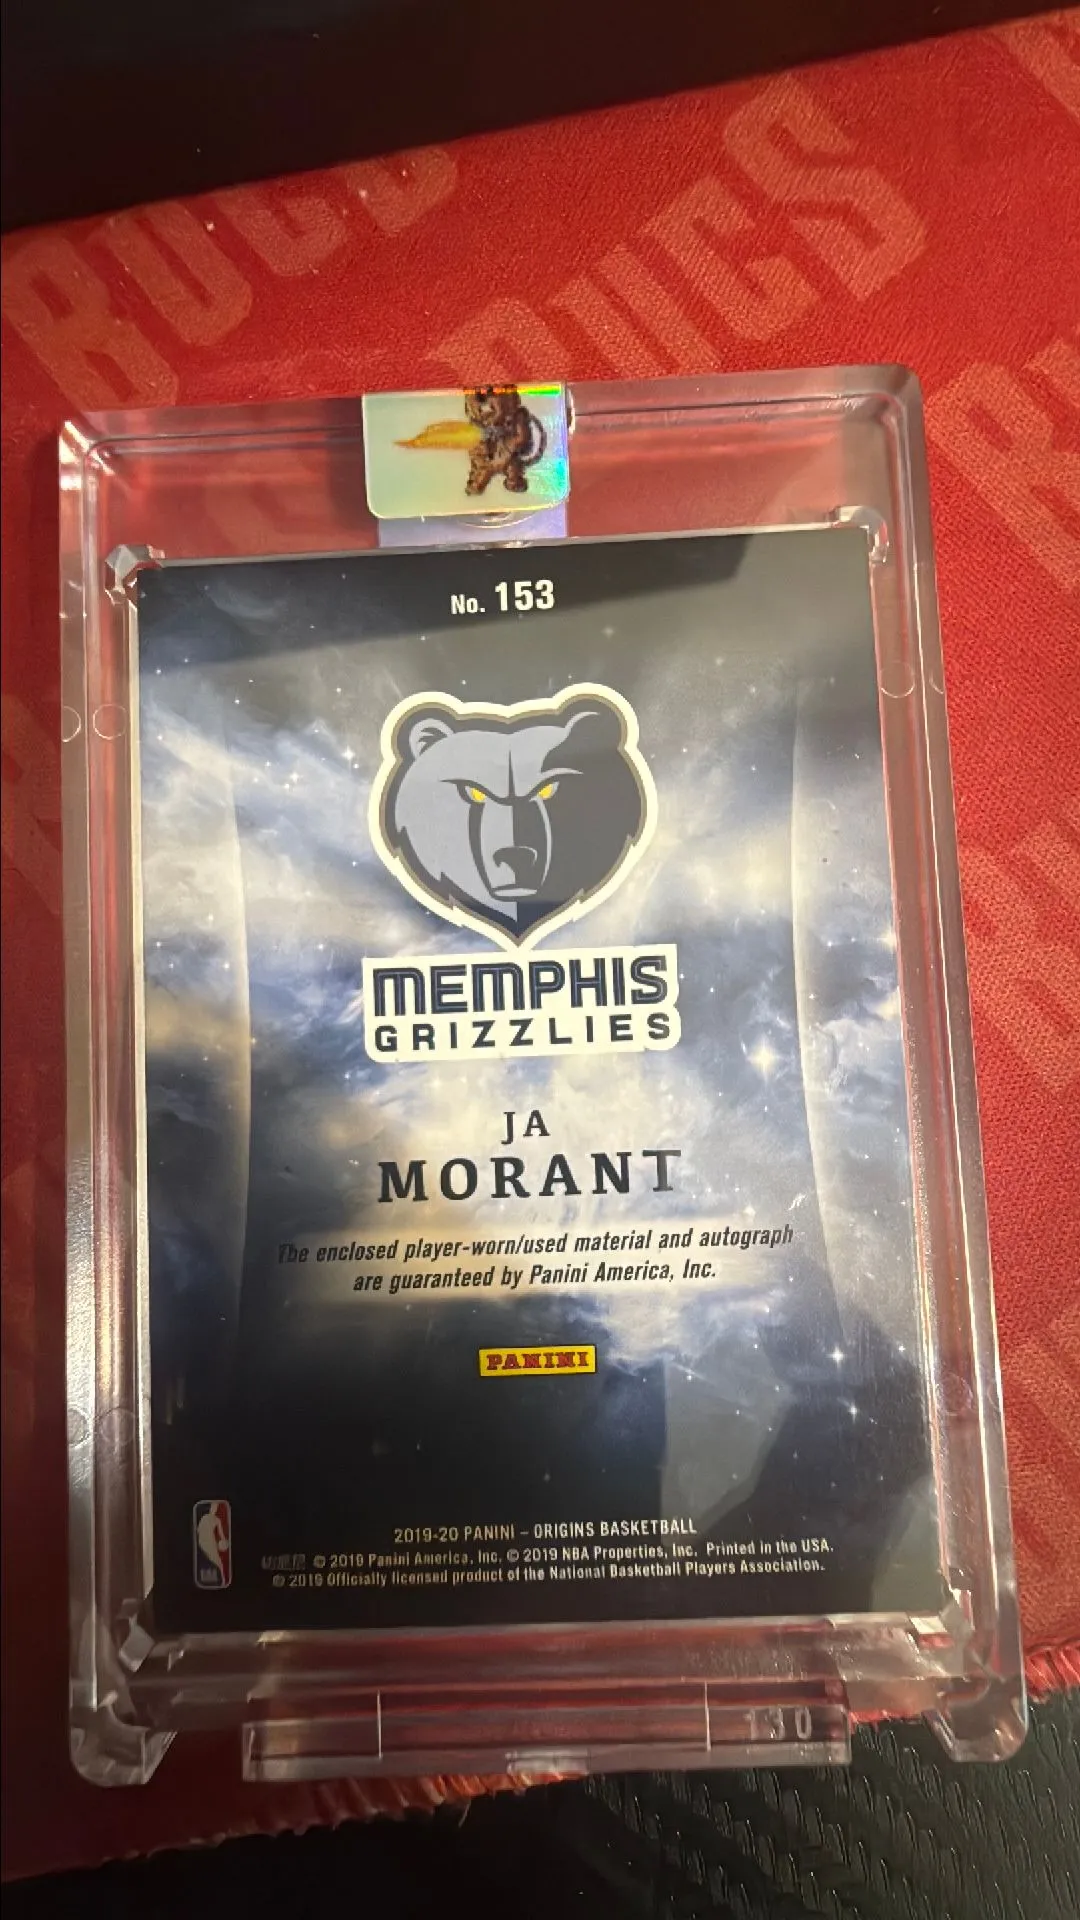 BUCS
BUCS
No. 153
MEMPHIS
GRIZZLIES
JA
MORANT
The enclosed player-worn/used material and autograph
are guaranteed by Panini America, Inc.
PANINI
2019-20 PANINI – ORIGINS BASKETBALL
© 2019 Panini America, Inc. © 2019 NBA Properties, Inc. Printed in the USA.
© 2019 Officially licensed product of the National Basketball Players Association.
130